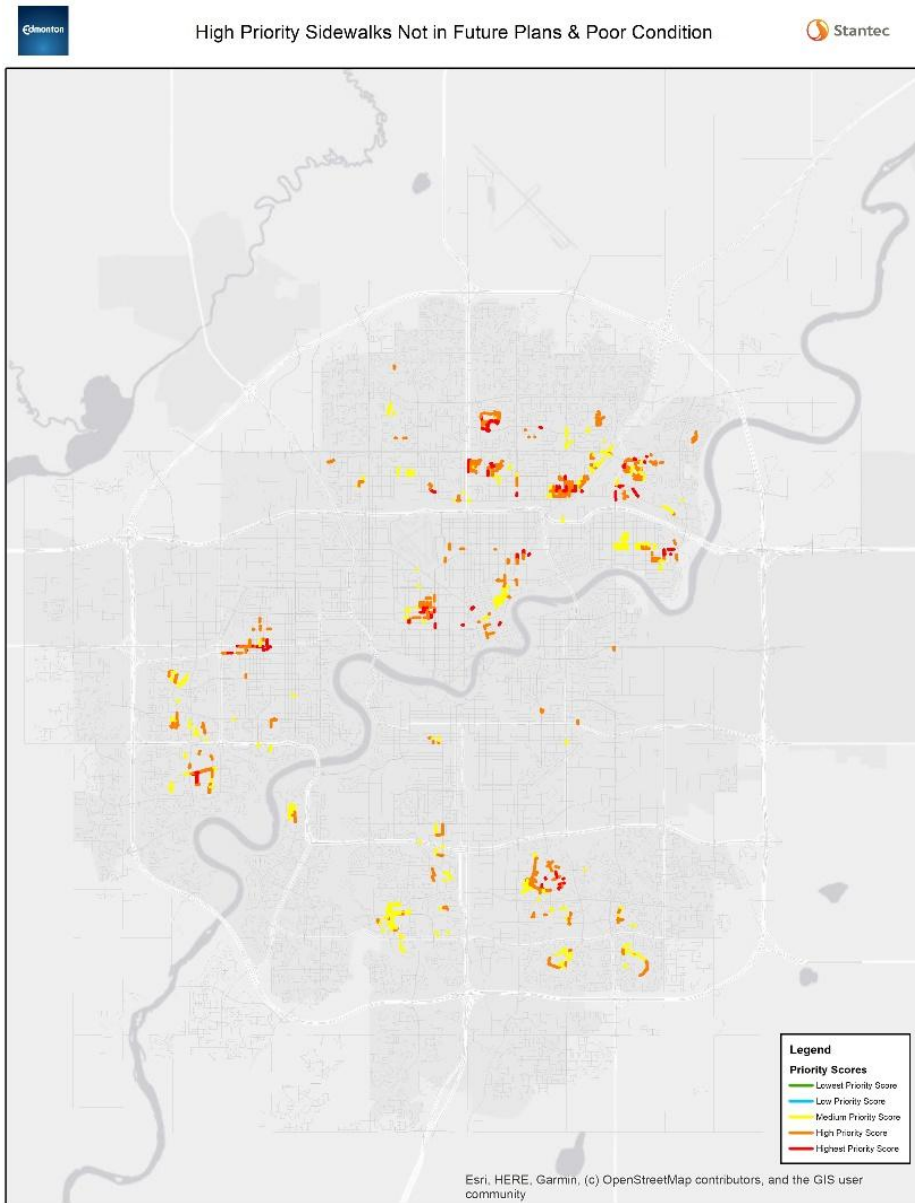 Edmonton
High Priority Sidewalks Not in Future Plans & Poor Condition
Stantec
Legend
Priority Scores
Lowest Priority Score
Low Priority Score
Medium Priority Score
High Priority Score
Highest Priority Score
Esri, HERE, Garmin, (c) OpenStreetMap contributors, and the GIS user
community